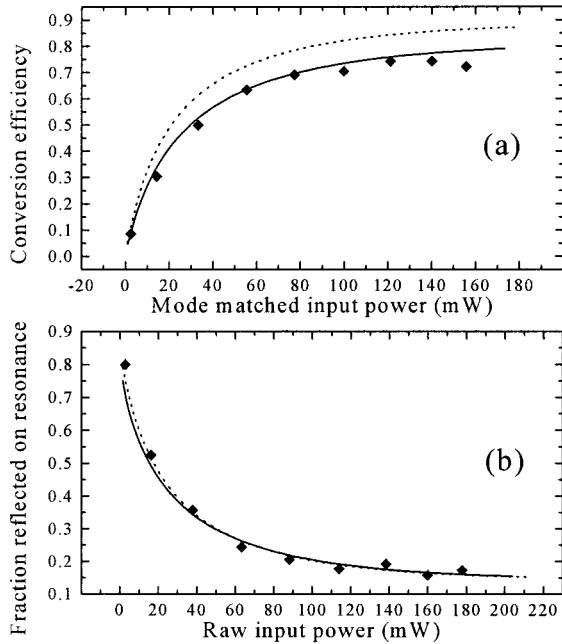 Conversion efficiency
0.9
0.8
0.7
0.6
0.5
0.4
0.3
0.2
0.1
0.0
(a)
-20 0 20 40 60 80 100 120 140 160 180
Mode matched input power (mW)
Fraction reflected on resonance
0.9
0.8
0.7
0.6
0.5
0.4
0.3
0.2
0.1
(b)
0 20 40 60 80 100 120 140 160 180 200 220
Raw input power (mW)